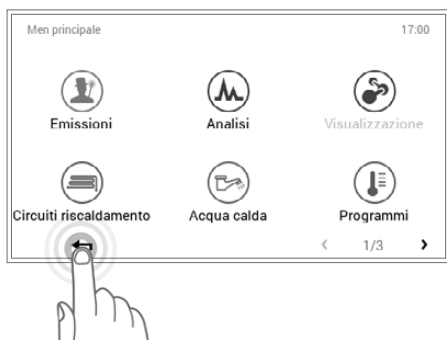 Men principale 17:00
Emissioni Analisi Visualizzazione
Circuiti riscaldamento Acqua calda Programmi
1/3